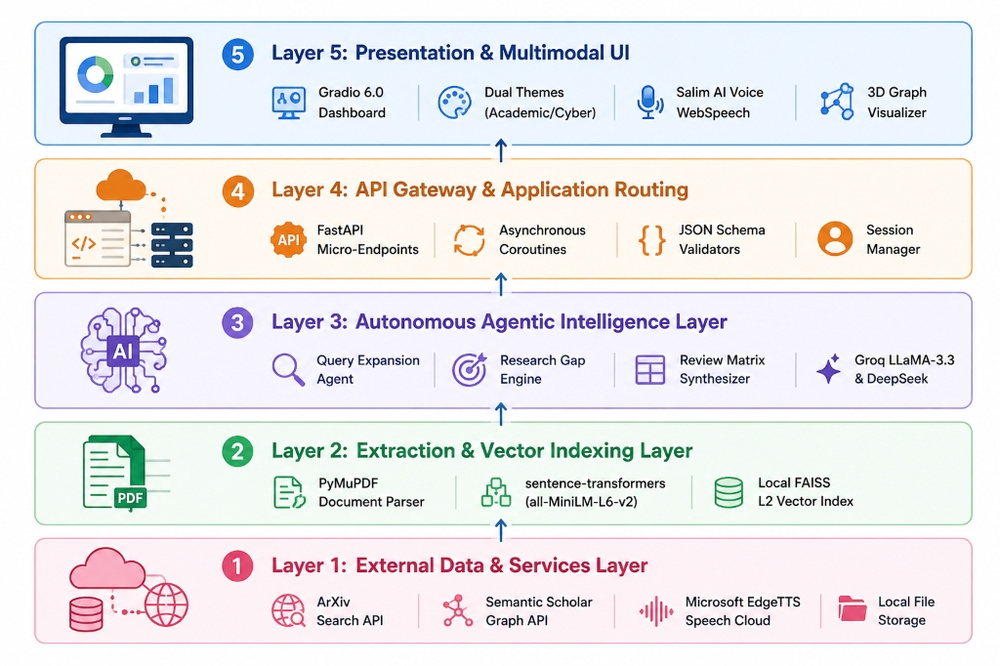 5
Layer 5: Presentation & Multimodal UI
Gradio 6.0
Dashboard
Dual Themes
(Academic/Cyber)
Salim AI Voice
WebSpeech
3D Graph
Visualizer
4
Layer 4: API Gateway & Application Routing
</>
API
FastAPI
Micro-Endpoints
Asynchronous
Coroutines
{ }
JSON Schema
Validators
Session
Manager
AI
3
Layer 3: Autonomous Agentic Intelligence Layer
Query Expansion
Agent
Research Gap
Engine
Review Matrix
Synthesizer
Groq LLaMA-3.3
& DeepSeek
PDF
2
Layer 2: Extraction & Vector Indexing Layer
PyMuPDF
Document Parser
sentence-transformers
(all-MiniLM-L6-v2)
Local FAISS
L2 Vector Index
1
Layer 1: External Data & Services Layer
ArXiv
Search API
Semantic Scholar
Graph API
Microsoft EdgeTTS
Speech Cloud
Local File
Storage